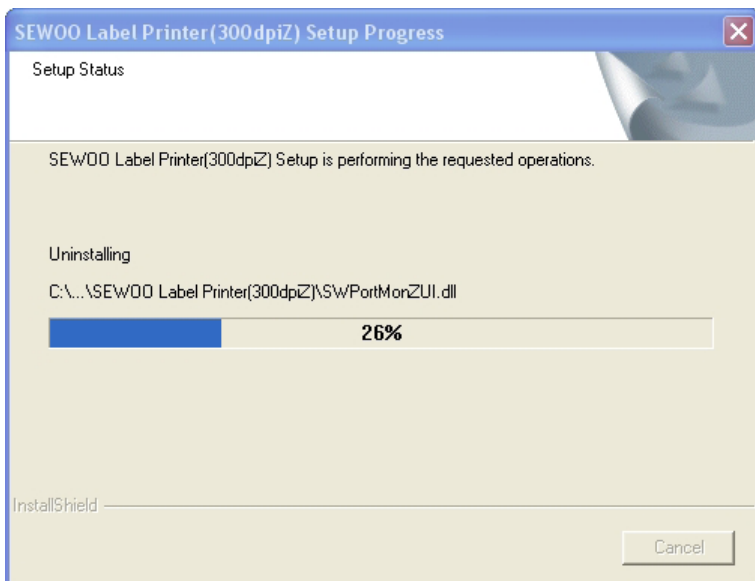 SEWOO Label Printer(300dpiZ) Setup Progress
Setup Status
SEWOO Label Printer(300dpiZ) Setup is performing the requested operations.
Uninstalling
C:\...\SEWOO Label Printer(300dpiZ)\SWPortMonZUI.dll
26%
InstallShield
Cancel